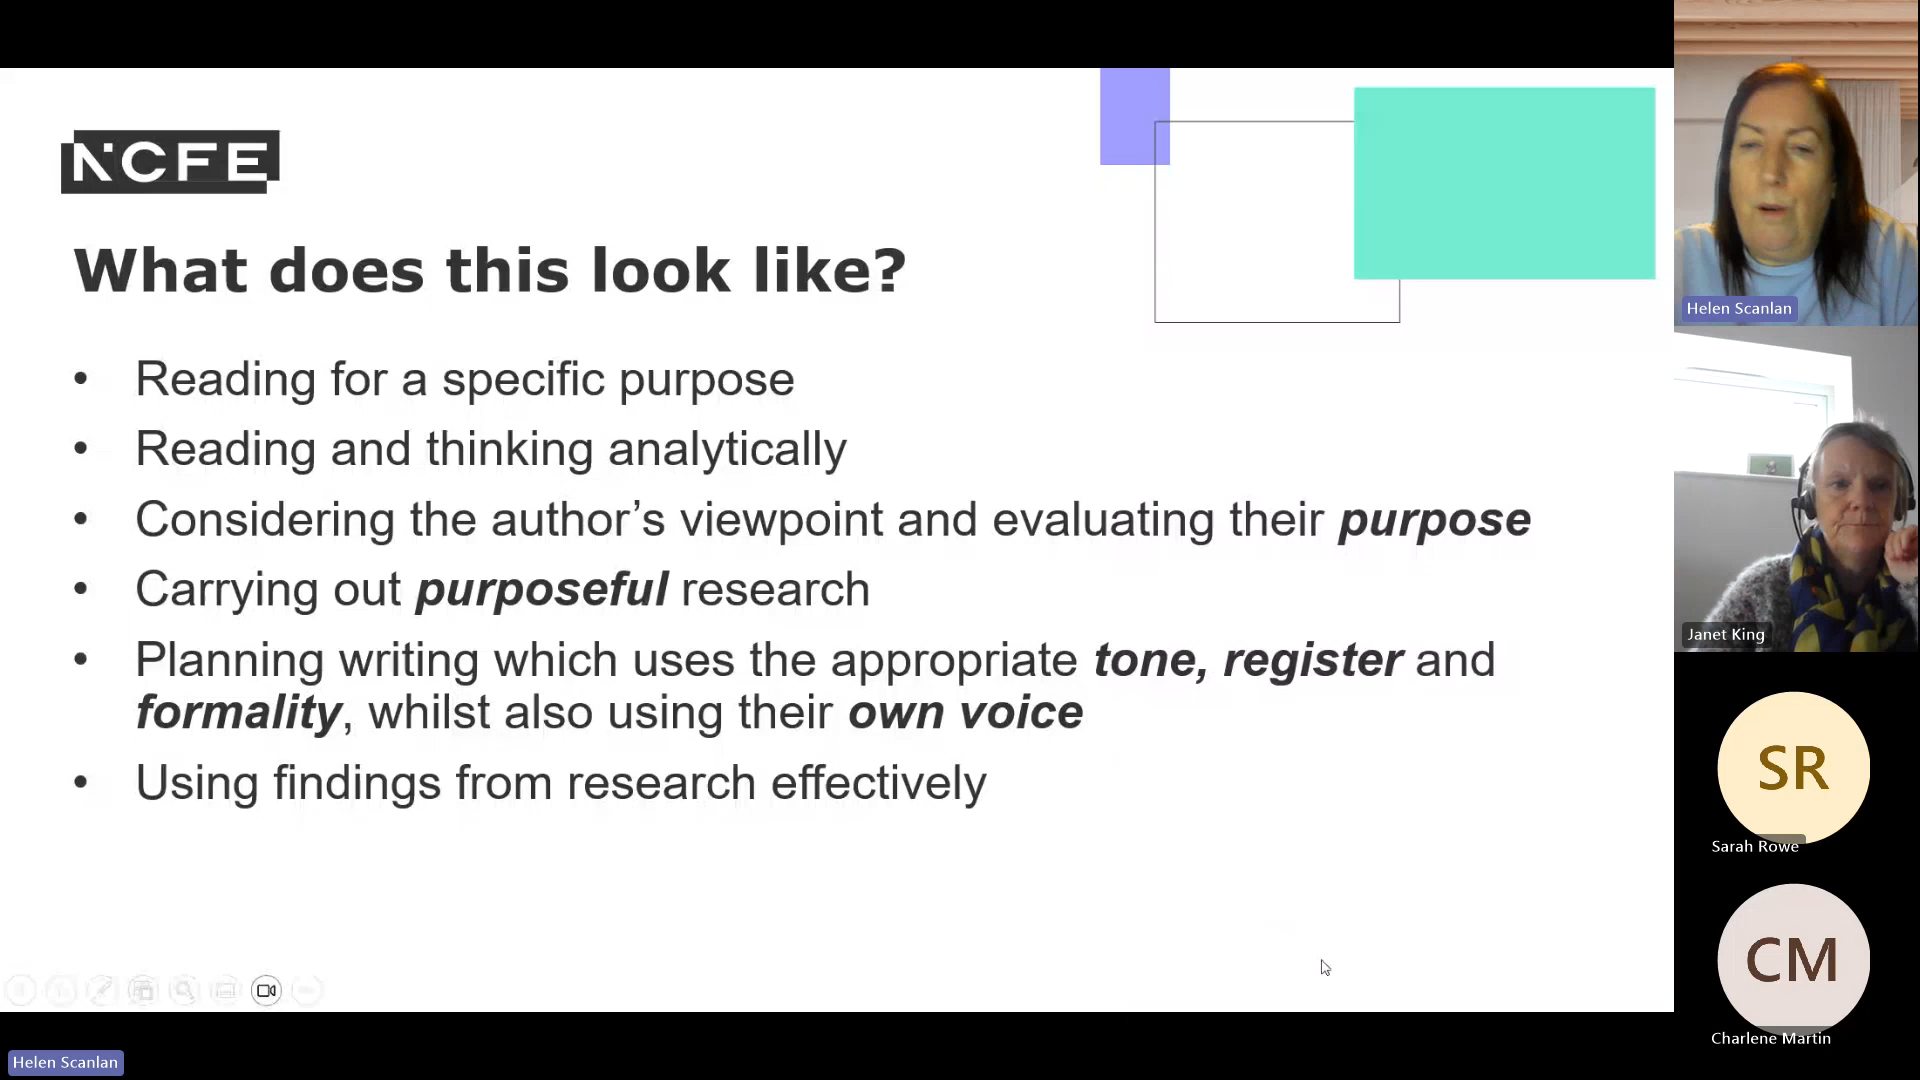 NCFE
What does this look like?
• Reading for a specific purpose
• Reading and thinking analytically
• Considering the author’s viewpoint and evaluating their purpose
• Carrying out purposeful research
• Planning writing which uses the appropriate tone, register and
formality, whilst also using their own voice
• Using findings from research effectively
Helen Scanlan
Janet King
SR
Sarah Rowe
CM
Charlene Martin
Helen Scanlan